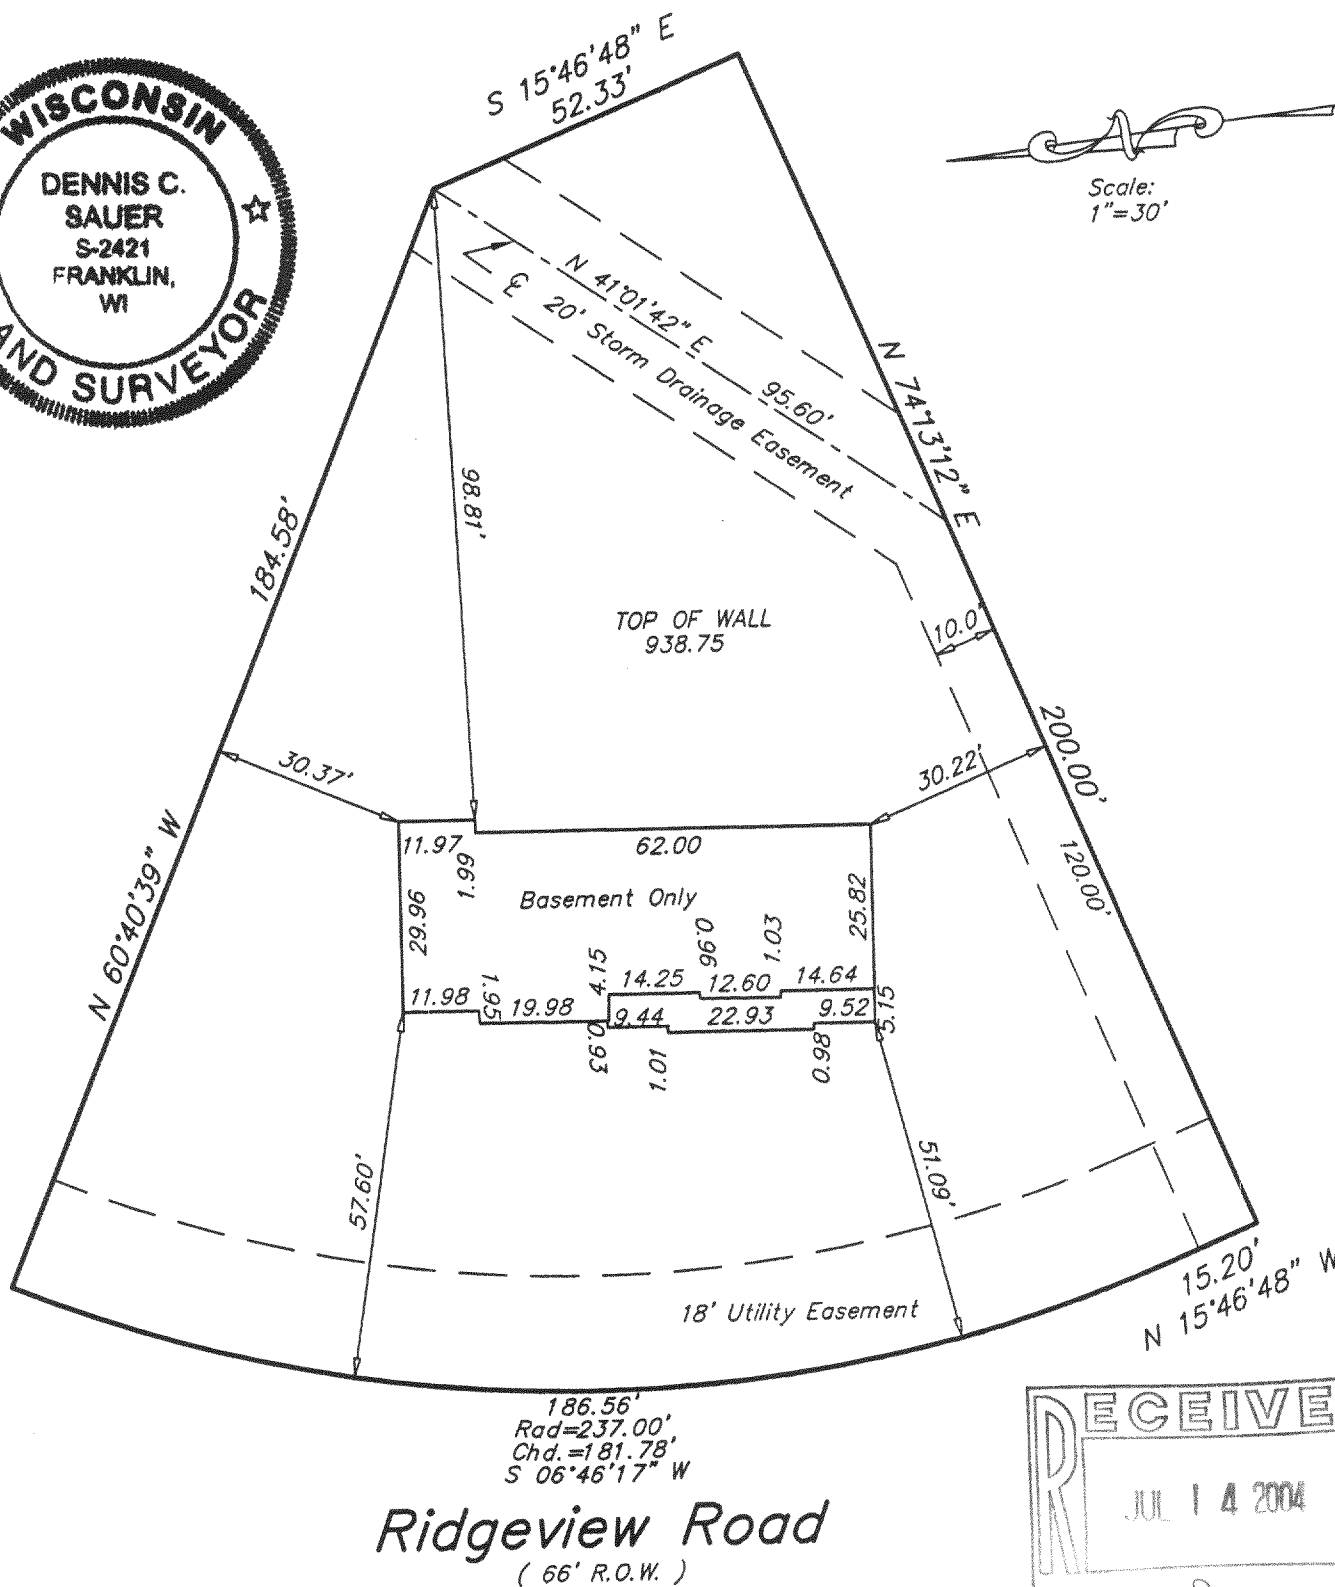 S 15°46'48" E
52.33'
WISCONSIN
DENNIS C.
SAUER
S-2421
FRANKLIN,
WI
AND SURVEYOR
N
Scale:
1"=30'
N 41°01'42" E
95.60'
℄ 20' Storm Drainage Easement
N 74°13'12" E
200.00'
98.81'
184.58'
N 60°40'39" W
TOP OF WALL
938.75
10.0'
30.37'
30.22'
120.00'
11.97
1.99
62.00
Basement Only
29.96
25.82
0.96
1.03
4.15
14.25
12.60
14.64
11.98
1.95
19.98
0.93
9.44
22.93
9.52
5.15
1.01
0.98
57.60'
51.09'
18' Utility Easement
15.20'
N 15°46'48" W
186.56'
Rad=237.00'
Chd.=181.78'
S 06°46'17" W
Ridgeview Road
( 66' R.O.W. )
RECEIVE
JUL 14 2004